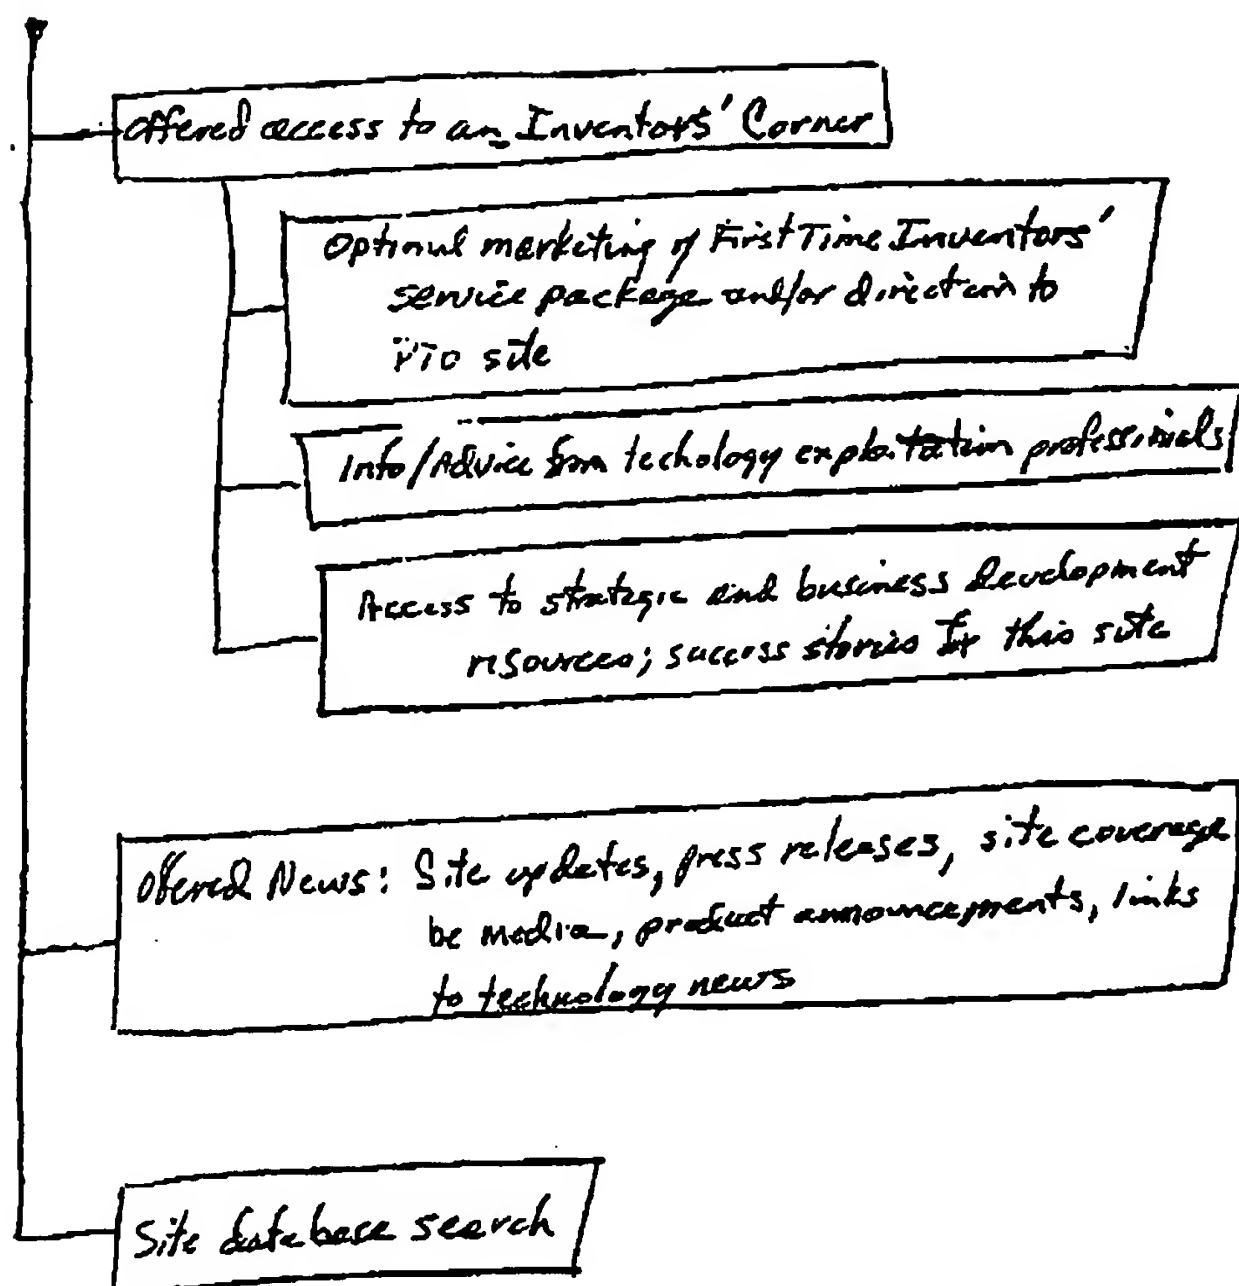 Offered access to an Inventors' Corner
Optional marketing of First Time Inventors'
service package and/or direction to
PTO site
Info/Advice from techology exploitation professionals
Access to strategic and business development
resources; success stories for this site
Offered News: Site updates, press releases, site coverage
be media, product announcements, links
to technology news
Site database search